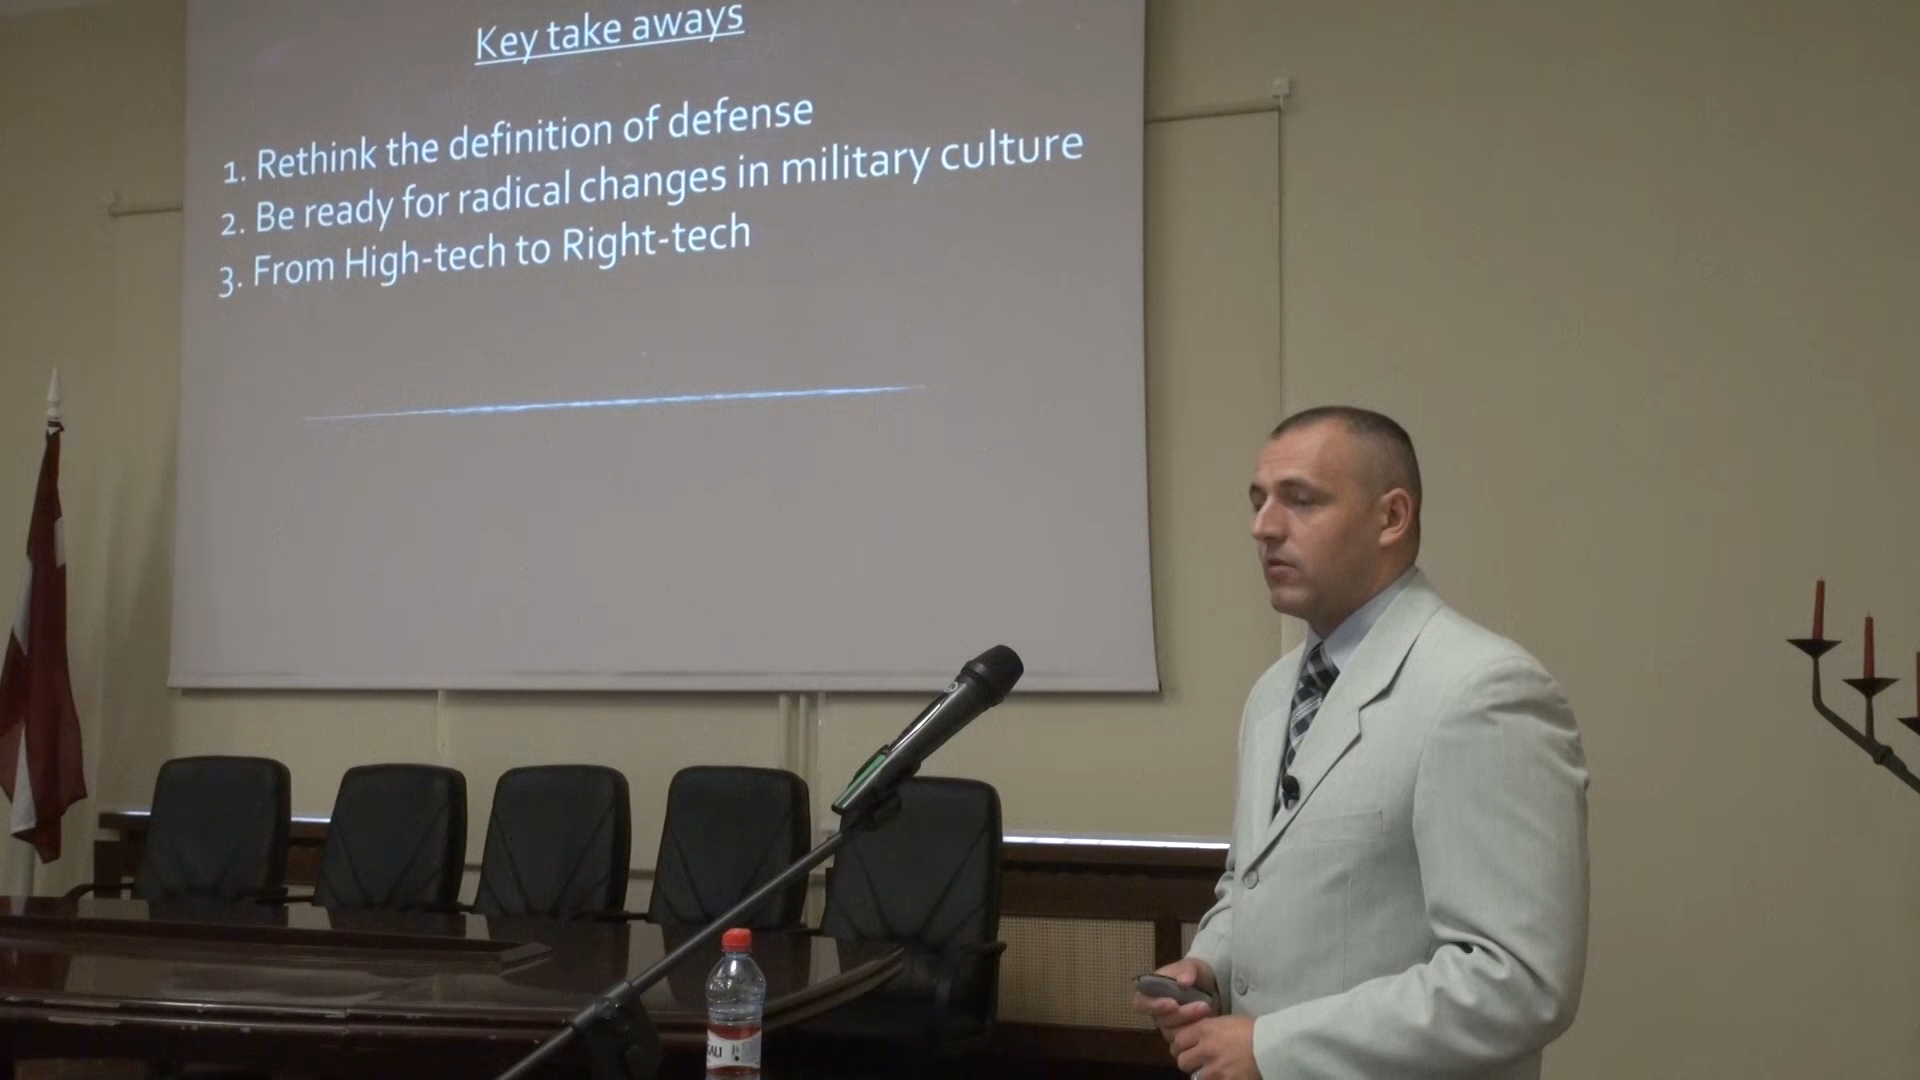 Key take aways
1. Rethink the definition of defense
2. Be ready for radical changes in military culture
3. From High-tech to Right-tech